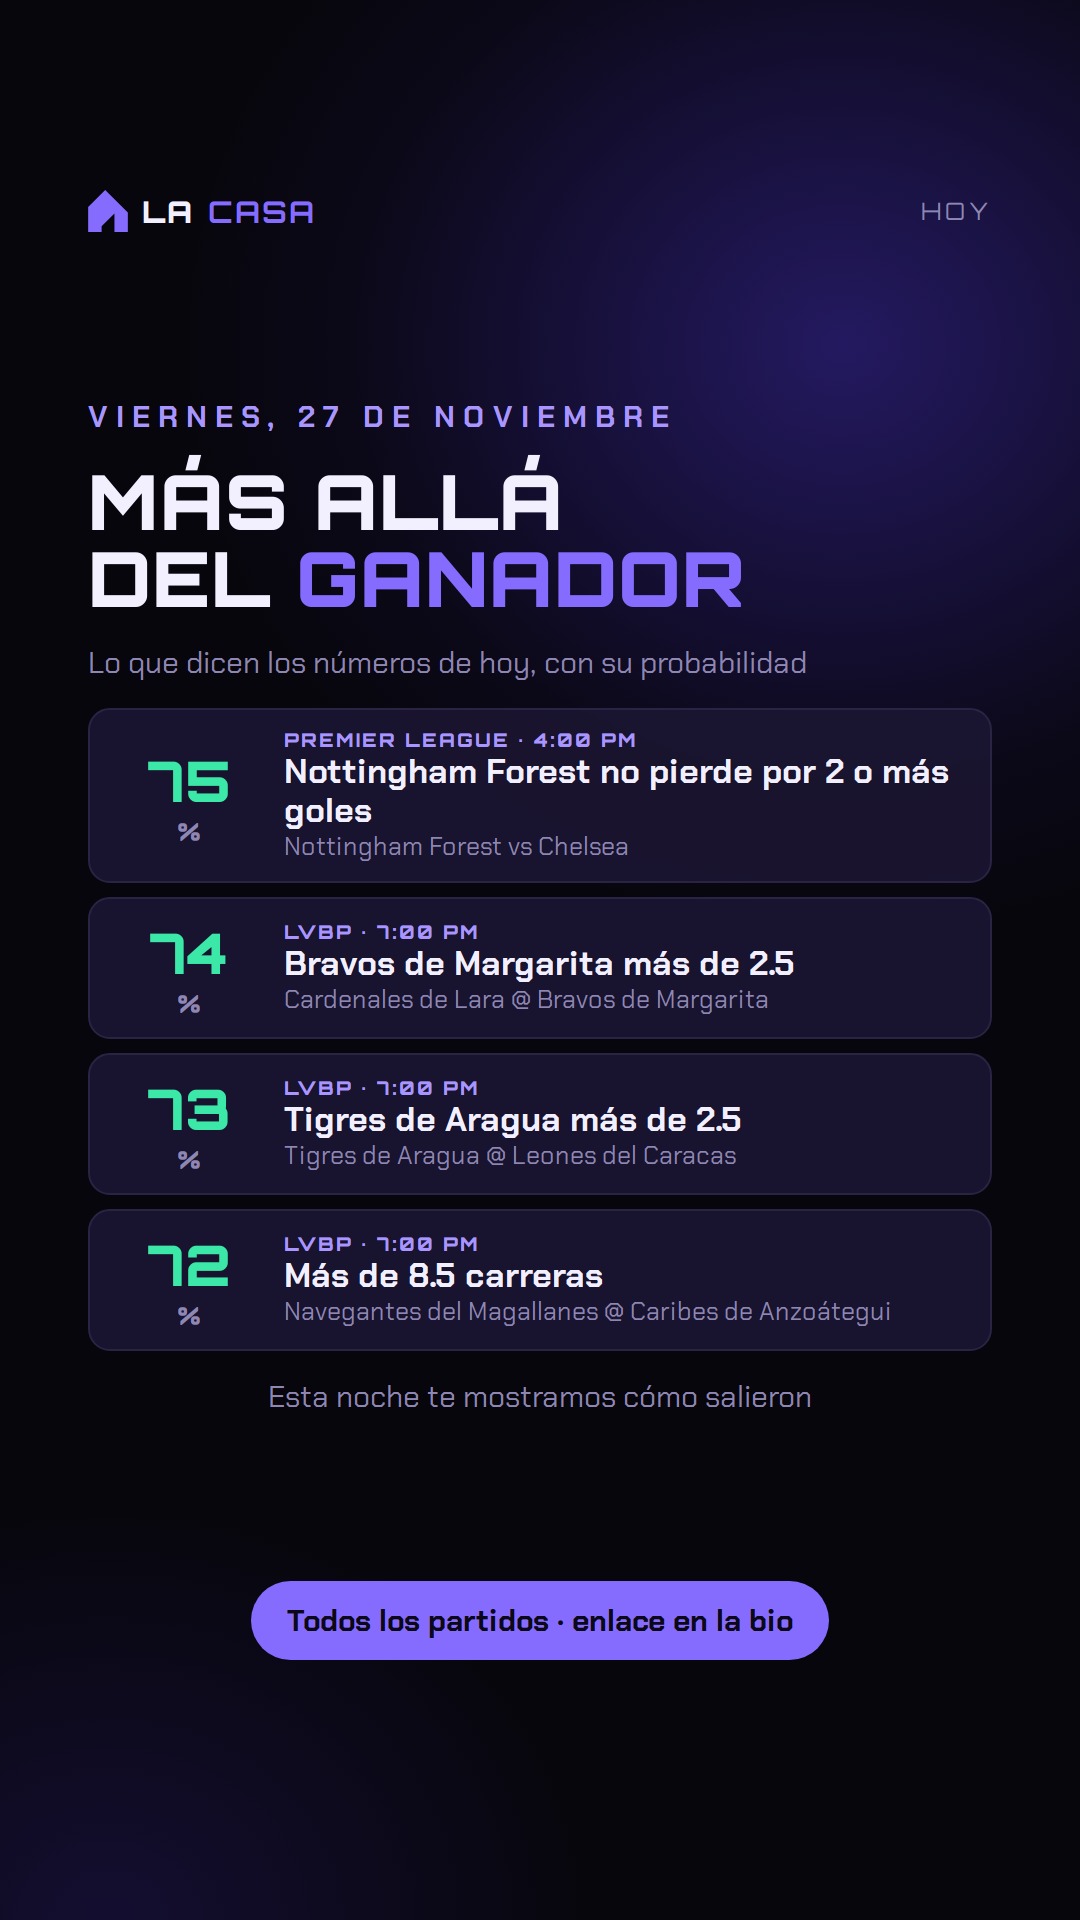 LA CASA
HOY
VIERNES, 27 DE NOVIEMBRE
MÁS ALLÁ
DEL GANADOR
Lo que dicen los números de hoy, con su probabilidad
75
%
PREMIER LEAGUE · 4:00 PM
Nottingham Forest no pierde por 2 o más
goles
Nottingham Forest vs Chelsea
74
%
LVBP · 7:00 PM
Bravos de Margarita más de 2.5
Cardenales de Lara @ Bravos de Margarita
73
%
LVBP · 7:00 PM
Tigres de Aragua más de 2.5
Tigres de Aragua @ Leones del Caracas
72
%
LVBP · 7:00 PM
Más de 8.5 carreras
Navegantes del Magallanes @ Caribes de Anzoátegui
Esta noche te mostramos cómo salieron
Todos los partidos · enlace en la bio